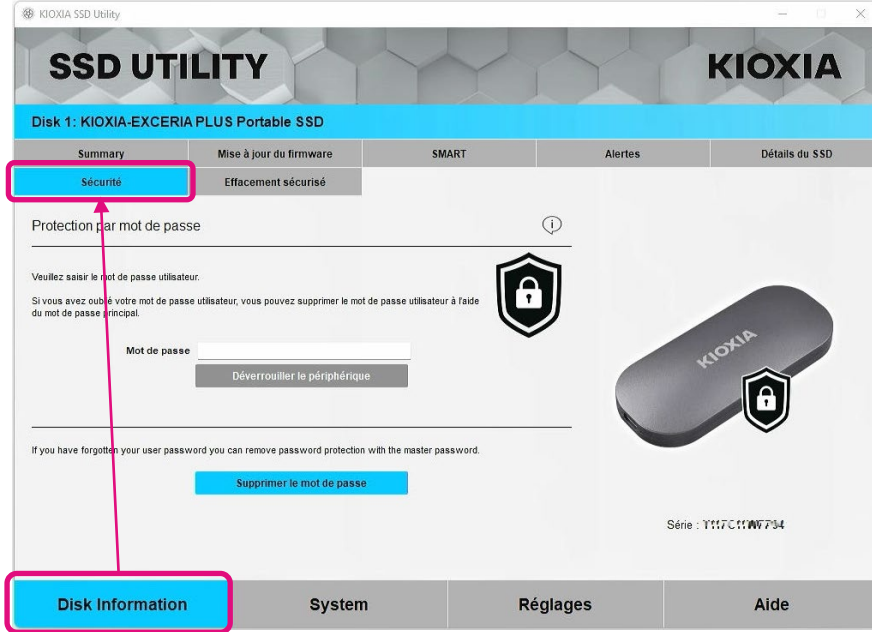 KIOXIA SSD Utility
SSD UTILITY
KIOXIA
Disk 1: KIOXIA-EXCERIA PLUS Portable SSD
Summary
Mise à jour du firmware
SMART
Alertes
Détails du SSD
Sécurité
Effacement sécurisé
Protection par mot de passe
Veuillez saisir le mot de passe utilisateur.
Si vous avez oublié votre mot de passe utilisateur, vous pouvez supprimer le mot de passe utilisateur à l'aide
du mot de passe principal.
Mot de passe
Déverrouiller le périphérique
If you have forgotten your user password you can remove password protection with the master password.
Supprimer le mot de passe
KIOXIA
Série :
Disk Information
System
Réglages
Aide